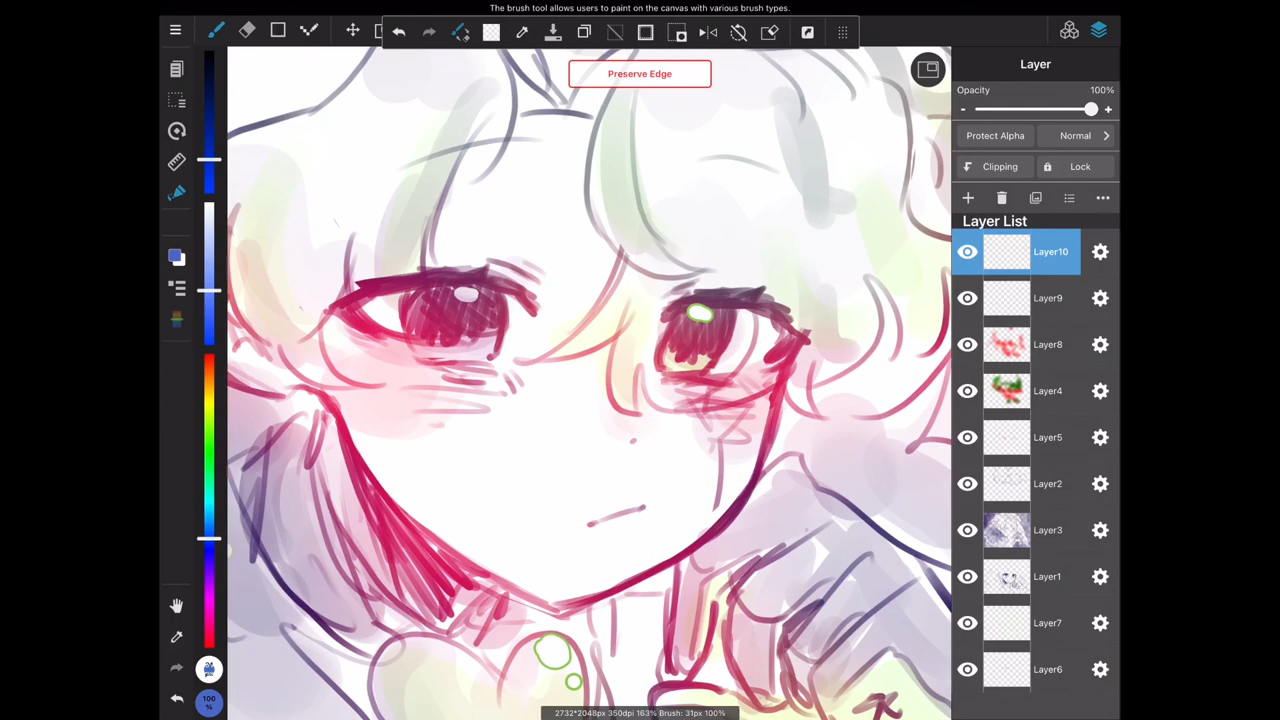 The brush tool allows users to paint on the canvas with various brush types.
Preserve Edge
Layer
Opacity 100%
- +
Protect Alpha Normal
Clipping Lock
Layer List
Layer10
Layer9
Layer8
Layer4
Layer5
Layer2
Layer3
Layer1
Layer7
Layer6
100
%
2732*2048px 350dpi 163% Brush: 31px 100%